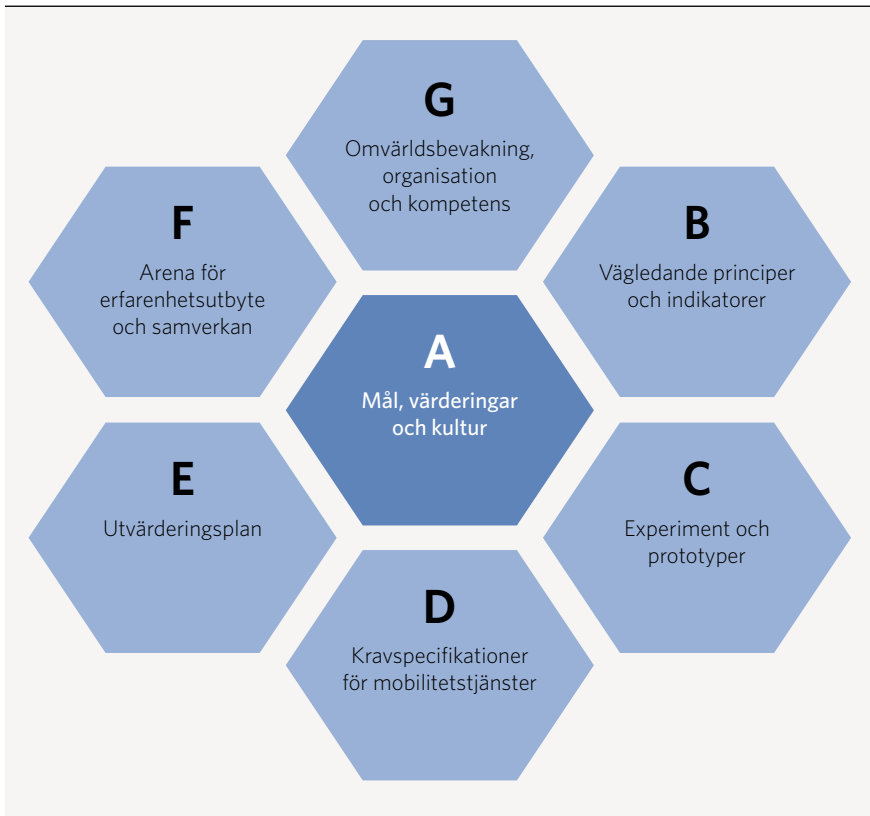 G
Omvärldsbevakning,
organisation
och kompetens
F
Arena för
erfarenhetsutbyte
och samverkan
B
Vägledande principer
och indikatorer
A
Mål, värderingar
och kultur
E
Utvärderingsplan
C
Experiment och
prototyper
D
Kravspecifikationer
för mobilitetstjänster